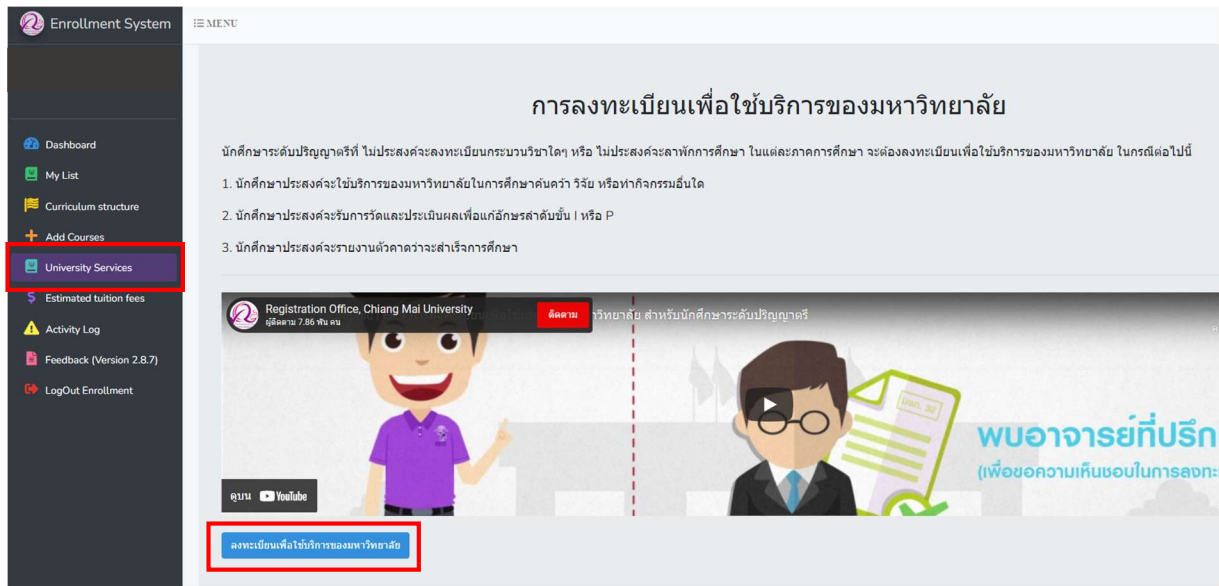 Enrollment System
MENU
Dashboard
My List
Curriculum structure
Add Courses
University Services
Estimated tuition fees
Activity Log
Feedback (Version 2.8.7)
LogOut Enrollment
การลงทะเบียนเพื่อใช้บริการของมหาวิทยาลัย
นักศึกษาระดับปริญญาตรีที่ ไม่ประสงค์จะลงทะเบียนกระบวนวิชาใดๆ หรือ ไม่ประสงค์จะลาพักการศึกษา ในแต่ละภาคการศึกษา จะต้องลงทะเบียนเพื่อใช้บริการของมหาวิทยาลัย ในกรณีต่อไปนี้
1. นักศึกษาประสงค์จะใช้บริการของมหาวิทยาลัยในการศึกษาค้นคว้า วิจัย หรือทำกิจกรรมอื่นใด
2. นักศึกษาประสงค์จะรับการวัดและประเมินผลเพื่อแก้อักษรลำดับขั้น I หรือ P
3. นักศึกษาประสงค์จะรายงานตัวคาดว่าจะสำเร็จการศึกษา
Registration Office, Chiang Mai University
ผู้ติดตาม 7.86 พัน คน
ติดตาม
าวิทยาลัย สำหรับนักศึกษาระดับปริญญาตรี
มชท. 32
พบอาจารย์ที่ปรึก
(เพื่อขอความเห็นชอบในการลงทะ
ดูบน YouTube
ลงทะเบียนเพื่อใช้บริการของมหาวิทยาลัย